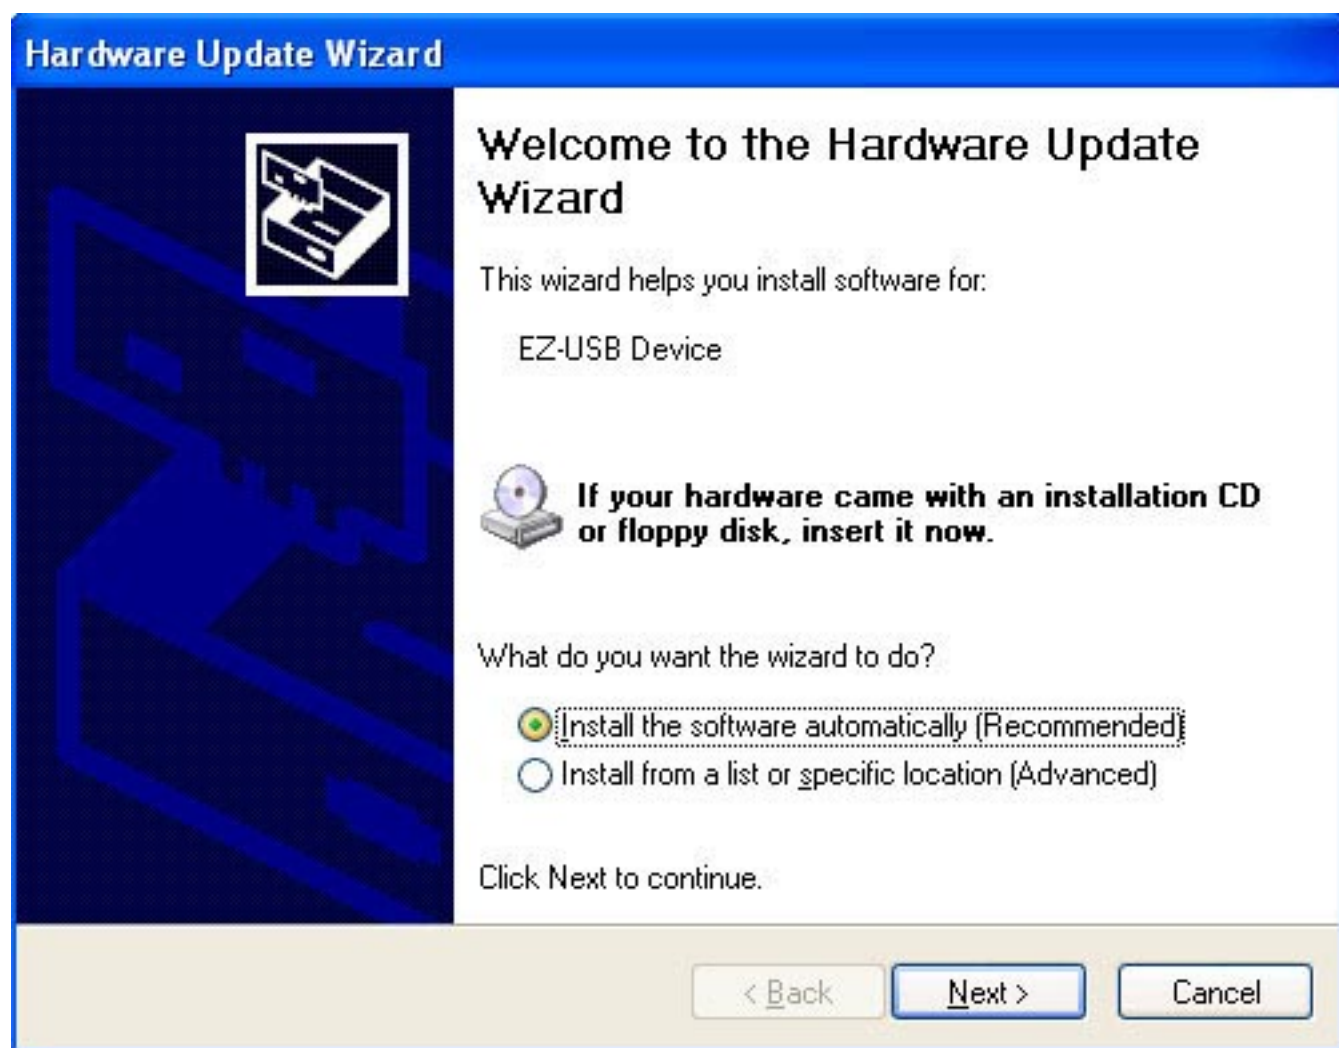 Hardware Update Wizard
Welcome to the Hardware Update
Wizard
This wizard helps you install software for:
EZ-USB Device
If your hardware came with an installation CD
or floppy disk, insert it now.
What do you want the wizard to do?
Install the software automatically (Recommended)
Install from a list or specific location (Advanced)
Click Next to continue.
< Back Next > Cancel